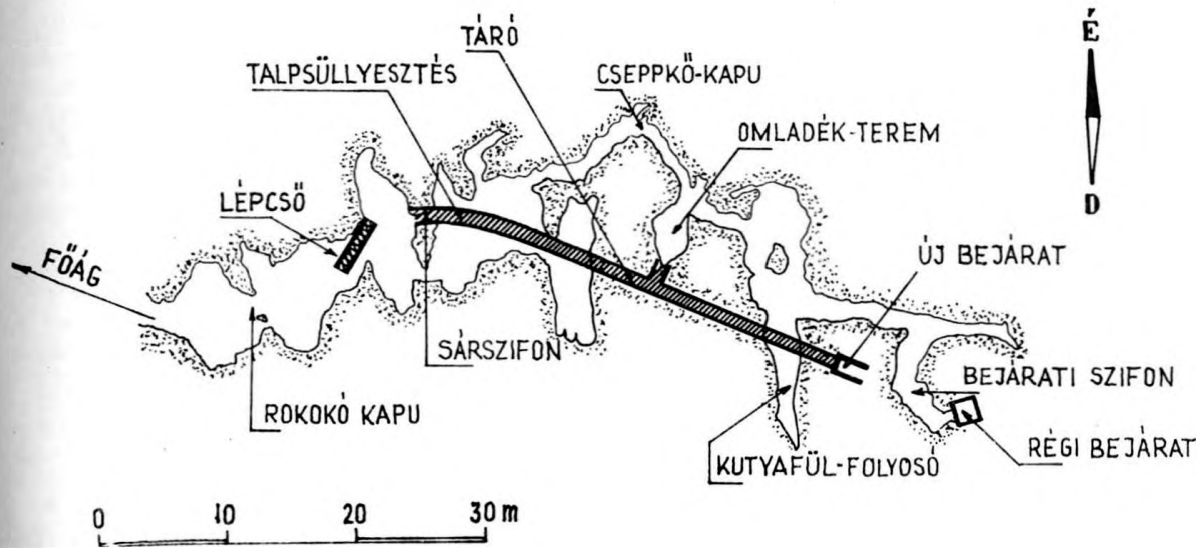 TÁRÓ
É
TALPSÜLLYESZTÉS
CSEPPKŐ-KAPU
OMLADÉK-TEREM
LÉPCSŐ
D
FŐÁG
ÚJ BEJÁRAT
SÁRSZIFON
BEJÁRATI SZIFON
ROKOKÓ KAPU
RÉGI BEJÁRAT
KUTYAFÜL-FOLYOSÓ
0 10 20 30 m